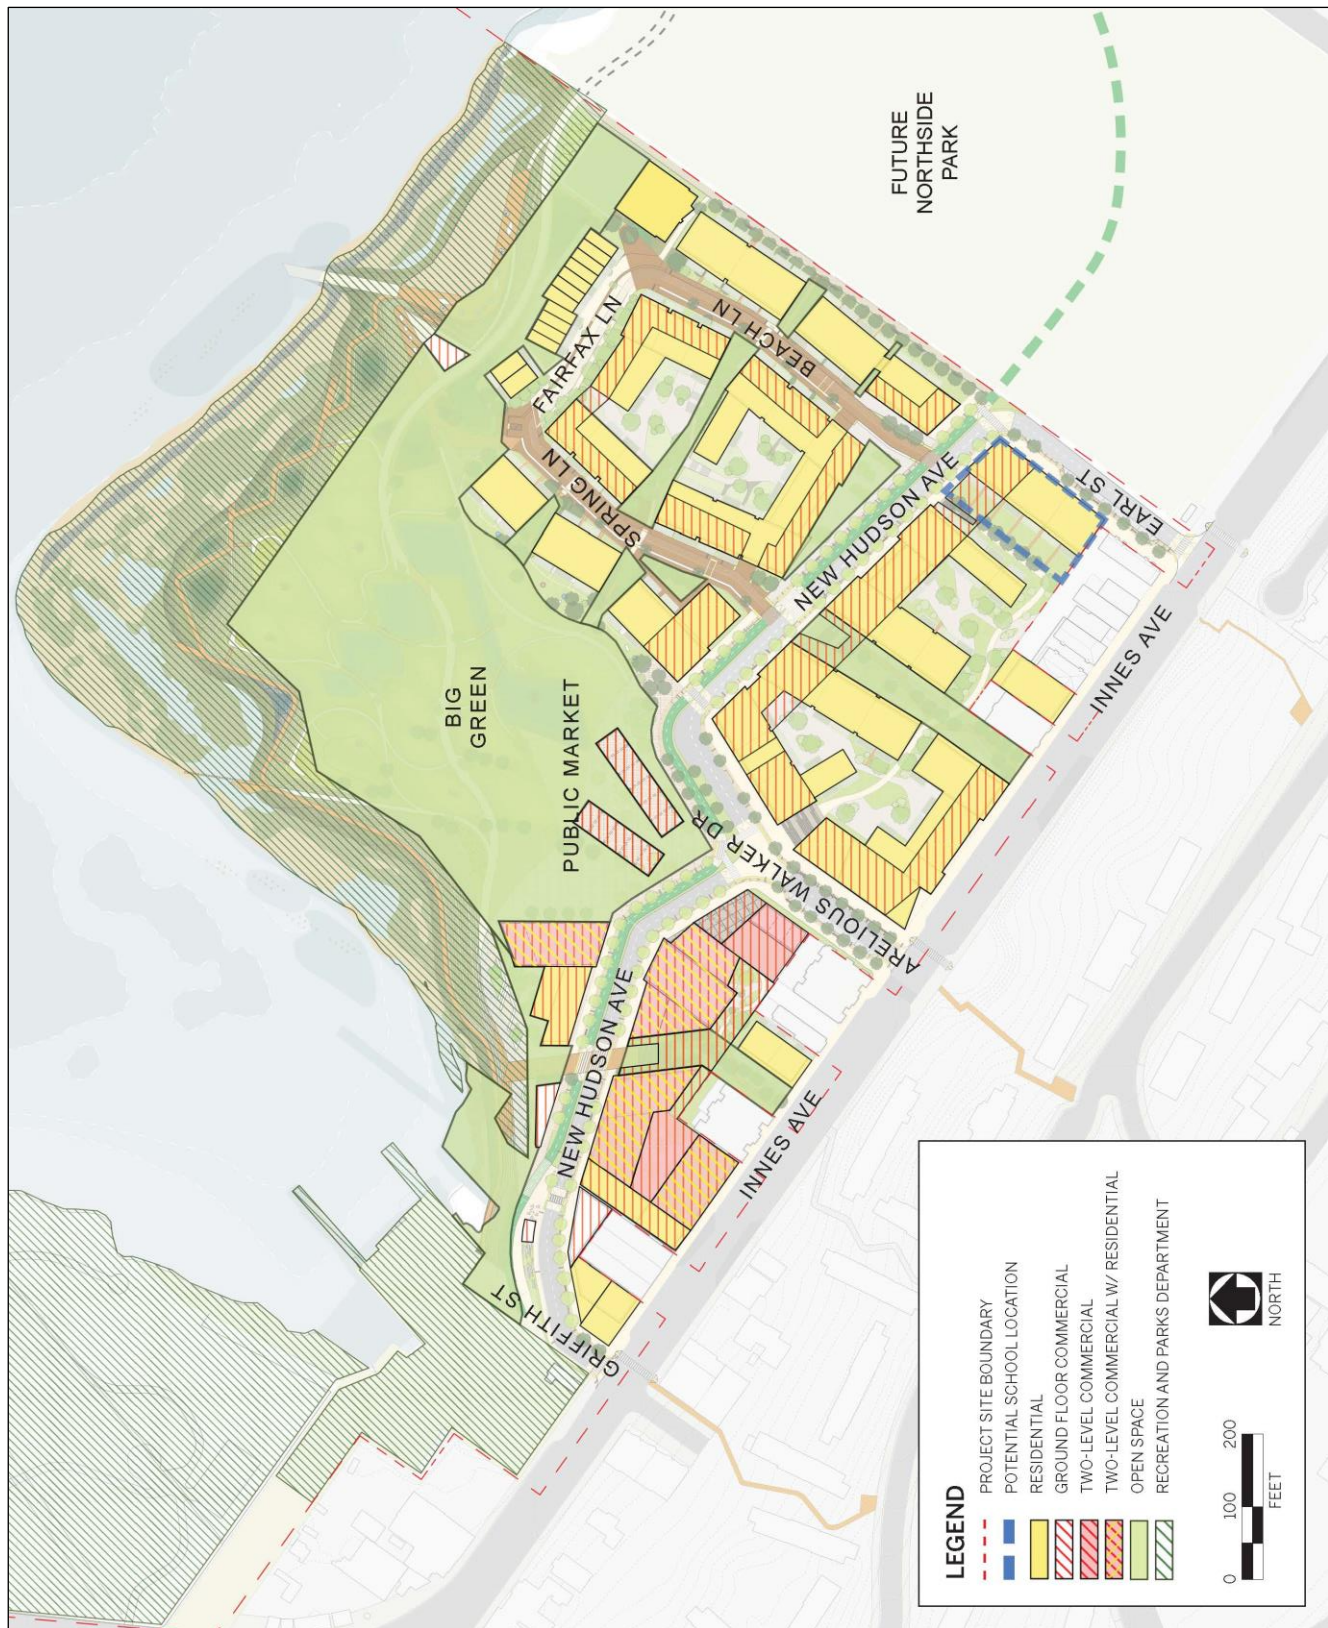 FUTURE
NORTHSIDE
PARK
BIG
GREEN
PUBLIC MARKET
FAIRFAX LN
BEACH LN
SPRING LN
NEW HUDSON AVE
EARL ST
INNES AVE
ARELIOUS WALKER DR
NEW HUDSON AVE
INNES AVE
GRIFFITH ST
LEGEND
PROJECT SITE BOUNDARY
POTENTIAL SCHOOL LOCATION
RESIDENTIAL
GROUND FLOOR COMMERCIAL
TWO-LEVEL COMMERCIAL
TWO-LEVEL COMMERCIAL W/ RESIDENTIAL
OPEN SPACE
RECREATION AND PARKS DEPARTMENT
0 100 200
FEET
NORTH